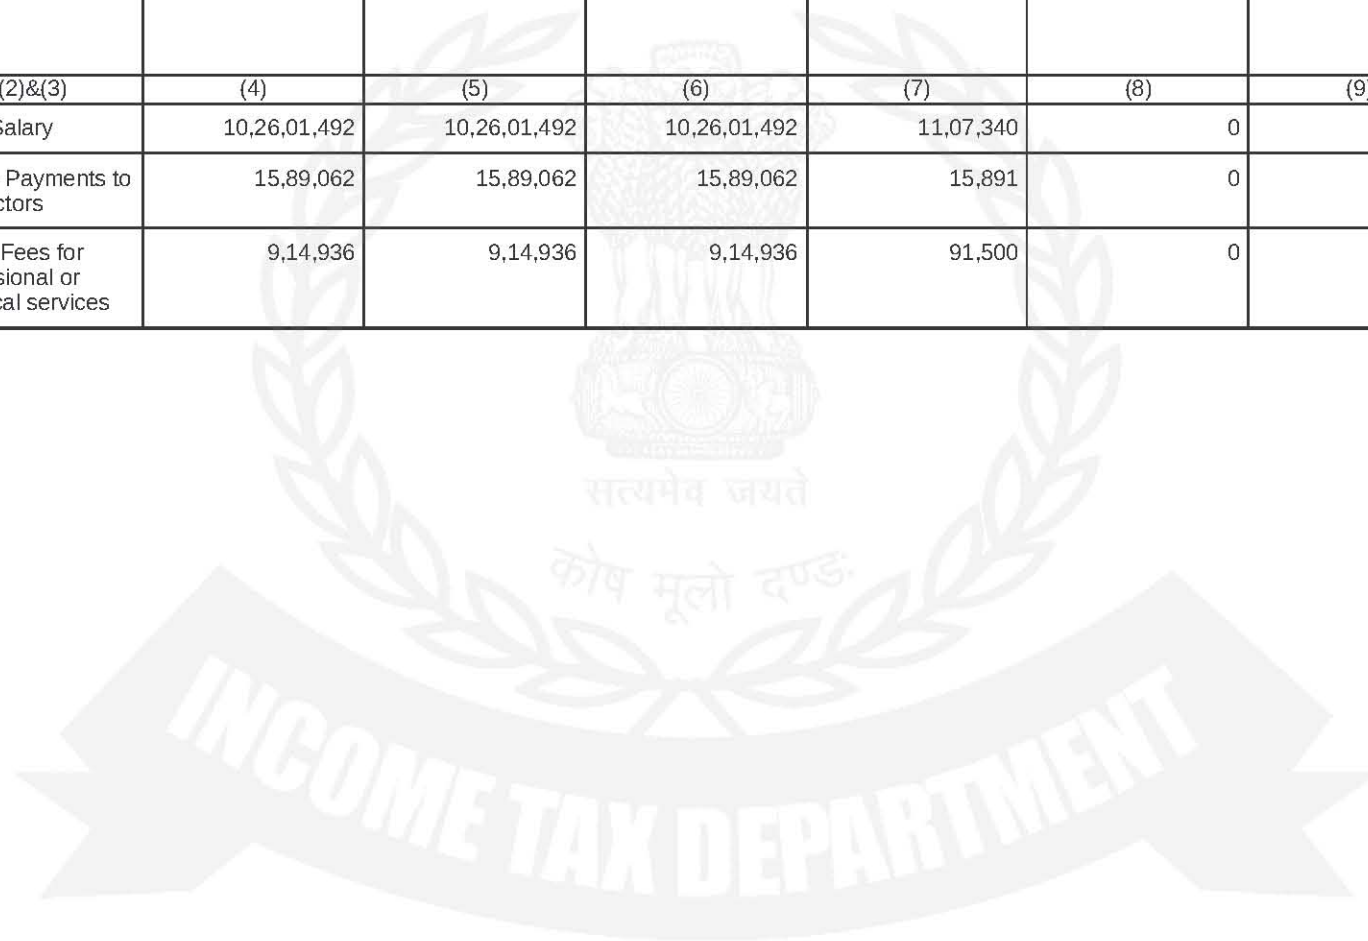 (2)&(3) (4) (5) (6) (7) (8) (9)
Salary 10,26,01,492 10,26,01,492 10,26,01,492 11,07,340 0
Payments to 15,89,062 15,89,062 15,89,062 15,891 0
ctors
Fees for 9,14,936 9,14,936 9,14,936 91,500 0
sional or
cal services
सत्यमेव जयते
कोष मूलो दण्डः
INCOME TAX DEPARTMENT